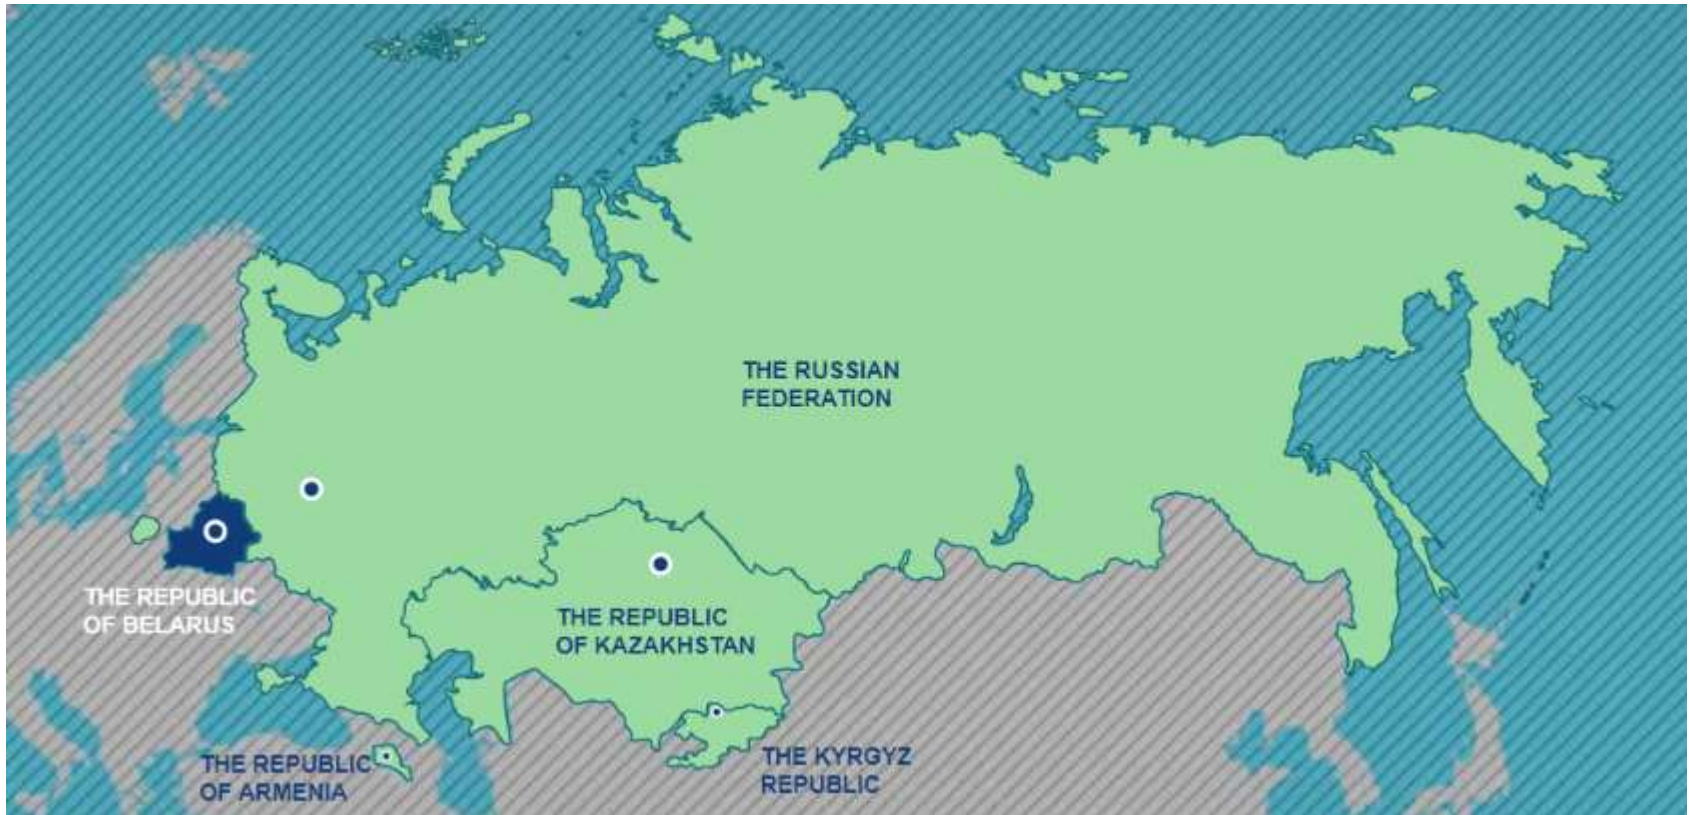 THE RUSSIAN
FEDERATION
THE REPUBLIC
OF BELARUS
THE REPUBLIC
OF KAZAKHSTAN
THE REPUBLIC
OF ARMENIA
THE KYRGYZ
REPUBLIC